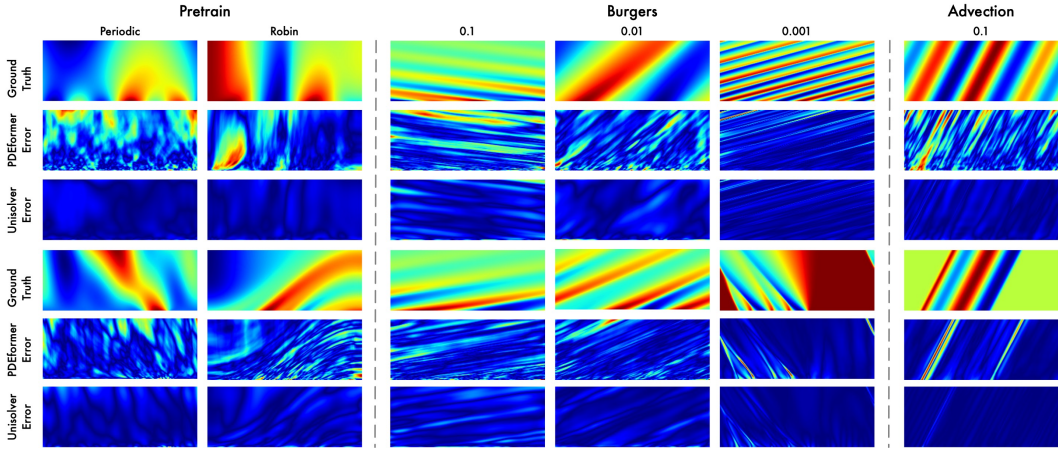 Pretrain Burgers Advection
Periodic Robin 0.1 0.01 0.001 0.1
Ground
Truth
PDEformer
Error
Unisolver
Error
Ground
Truth
PDEformer
Error
Unisolver
Error